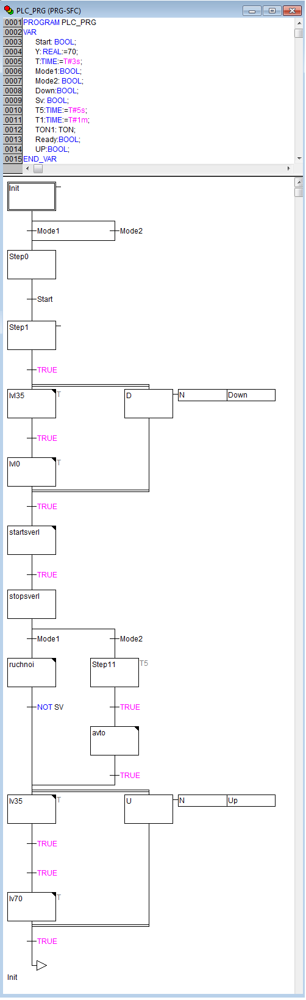 PLC_PRG (PRG-SFC)
0001 PROGRAM PLC_PRG
0002 VAR
0003 Start: BOOL;
0004 Y: REAL:=70;
0005 T:TIME:=T#3s;
0006 Mode1:BOOL;
0007 Mode2: BOOL;
0008 Down:BOOL;
0009 Sv: BOOL;
0010 T5:TIME:=T#5s;
0011 T1:TIME:=T#1m;
0012 TON1: TON;
0013 Ready:BOOL;
0014 UP:BOOL;
0015 END_VAR
Init
Mode1 Mode2
Step0
Start
Step1
TRUE
lvl35 T D N Down
TRUE
lvl0 T
TRUE
startsverl
TRUE
stopsverl
Mode1 Mode2
ruchnoi Step11 T5
NOT SV TRUE
avto
TRUE
lv35 T U N Up
TRUE
TRUE
lv70 T
TRUE
Init